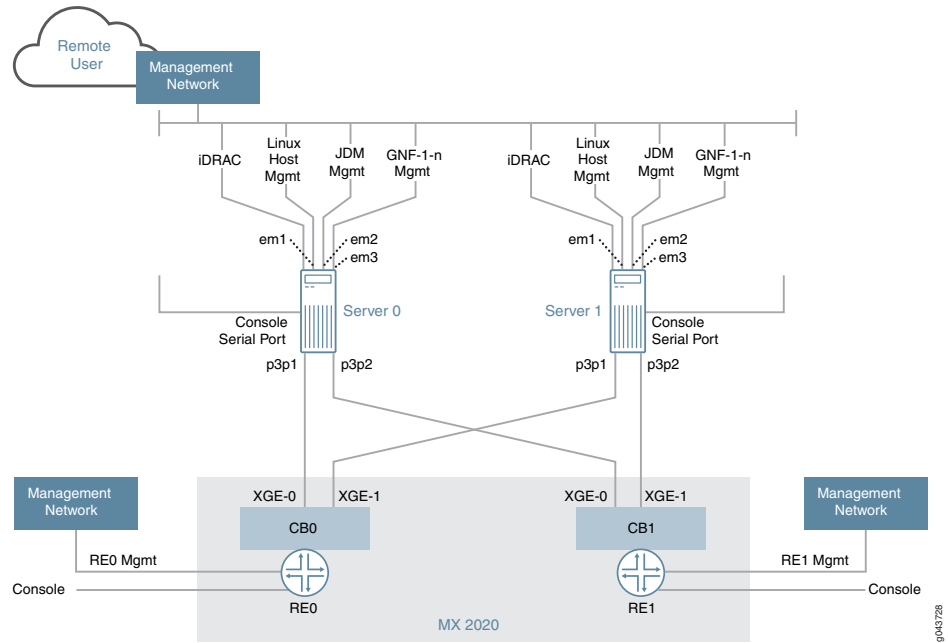 Remote
User
Management
Network
iDRAC
Linux
Host
Mgmt
JDM
Mgmt
GNF-1-n
Mgmt
iDRAC
Linux
Host
Mgmt
JDM
Mgmt
GNF-1-n
Mgmt
em1
em2
em3
em1
em2
em3
Server 0
Console
Serial Port
Server 1
Console
Serial Port
p3p1
p3p2
p3p1
p3p2
Management
Network
XGE-0
XGE-1
XGE-0
XGE-1
Management
Network
CB0
CB1
RE0 Mgmt
RE1 Mgmt
Console
Console
RE0
RE1
MX 2020
g043728